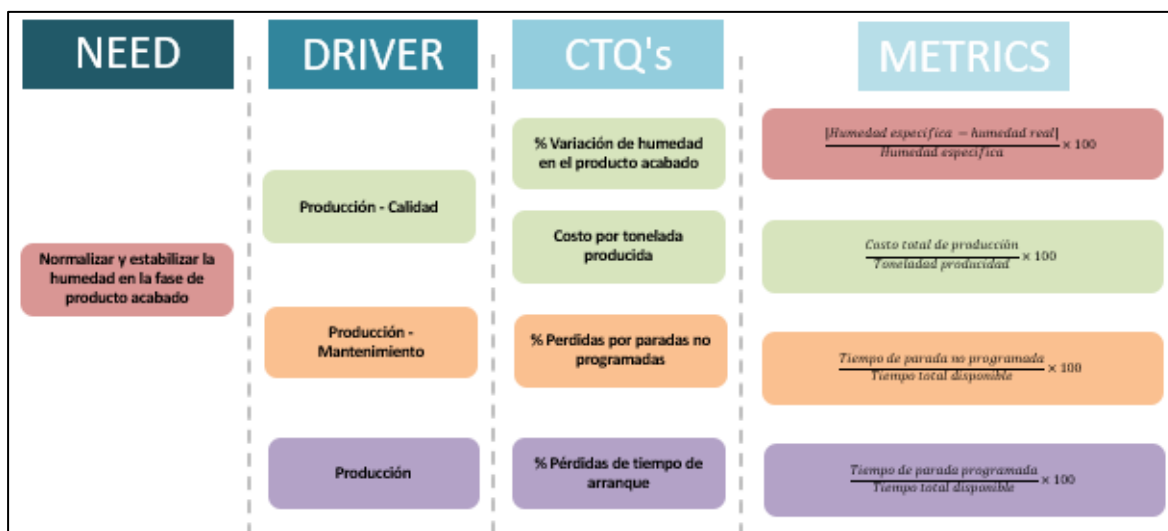 NEED
DRIVER
CTQ's
METRICS
Normalizar y estabilizar la
humedad en la fase de
producto acabado
Producción - Calidad
Producción -
Mantenimiento
Producción
% Variación de humedad
en el producto acabado
Costo por tonelada
producida
% Perdidas por paradas no
programadas
% Pérdidas de tiempo de
arranque
|Humedad especifica − humedad real|
Humedad especifica
× 100
Costo total de producción
Toneladad producidad
× 100
Tiempo de parada no programada
Tiempo total disponible
× 100
Tiempo de parada programada
Tiempo total disponible
× 100